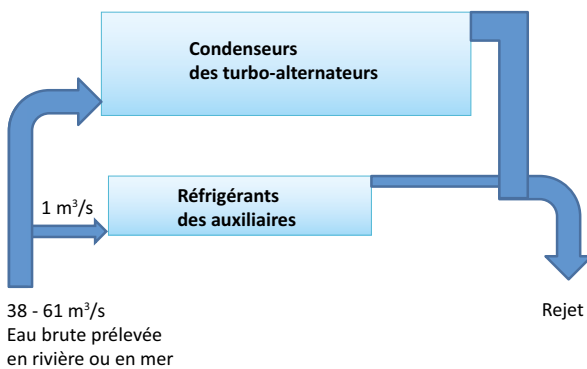 Condenseurs
des turbo-alternateurs
1 m³/s
Réfrigérants
des auxiliaires
38 - 61 m³/s
Eau brute prélevée
en rivière ou en mer
Rejet